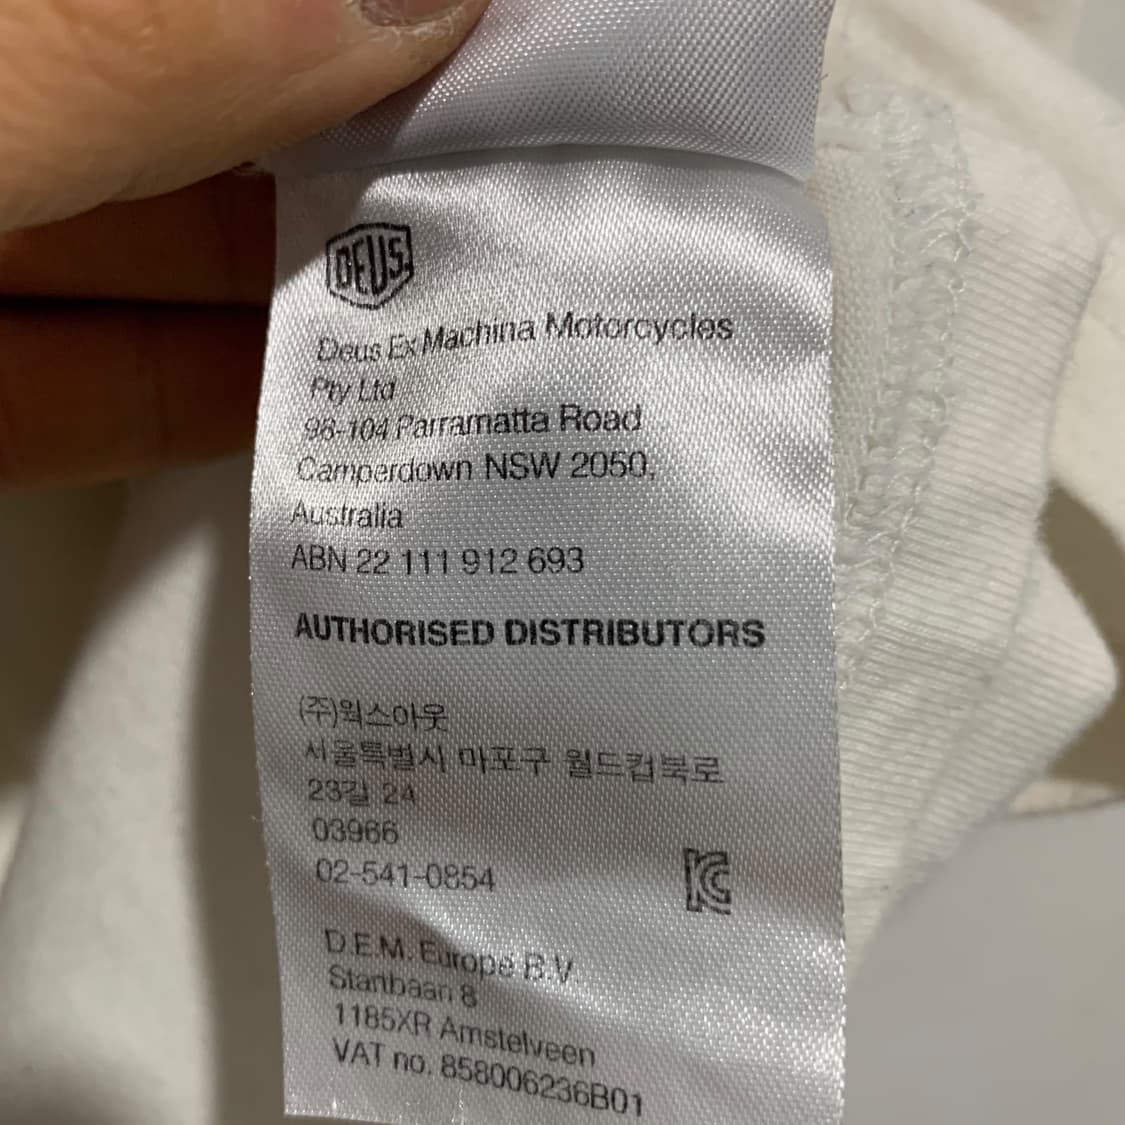 DEUS
Deus Ex Machina Motorcycles
Pty Ltd
98-104 Parramatta Road
Camperdown NSW 2050,
Australia
ABN 22 111 912 693
AUTHORISED DISTRIBUTORS
(주)웍스아웃
서울특별시 마포구 월드컵북로
23길 24
03966
02-541-0854
KC
D.E.M. Europe B.V.
Startbaan 8
1185XR Amstelveen
VAT no. 858006236B01